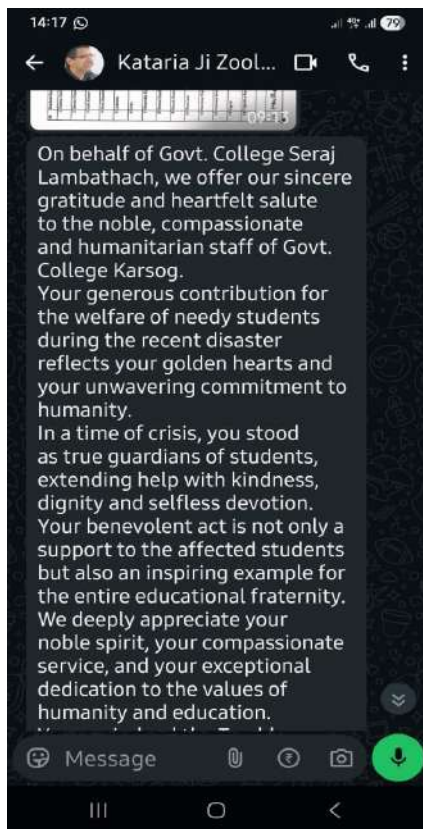 14:17
79
Kataria Ji Zool...
09:13
On behalf of Govt. College Seraj
Lambathach, we offer our sincere
gratitude and heartfelt salute
to the noble, compassionate
and humanitarian staff of Govt.
College Karsog.
Your generous contribution for
the welfare of needy students
during the recent disaster
reflects your golden hearts and
your unwavering commitment to
humanity.
In a time of crisis, you stood
as true guardians of students,
extending help with kindness,
dignity and selfless devotion.
Your benevolent act is not only a
support to the affected students
but also an inspiring example for
the entire educational fraternity.
We deeply appreciate your
noble spirit, your compassionate
service, and your exceptional
dedication to the values of
humanity and education.
Message